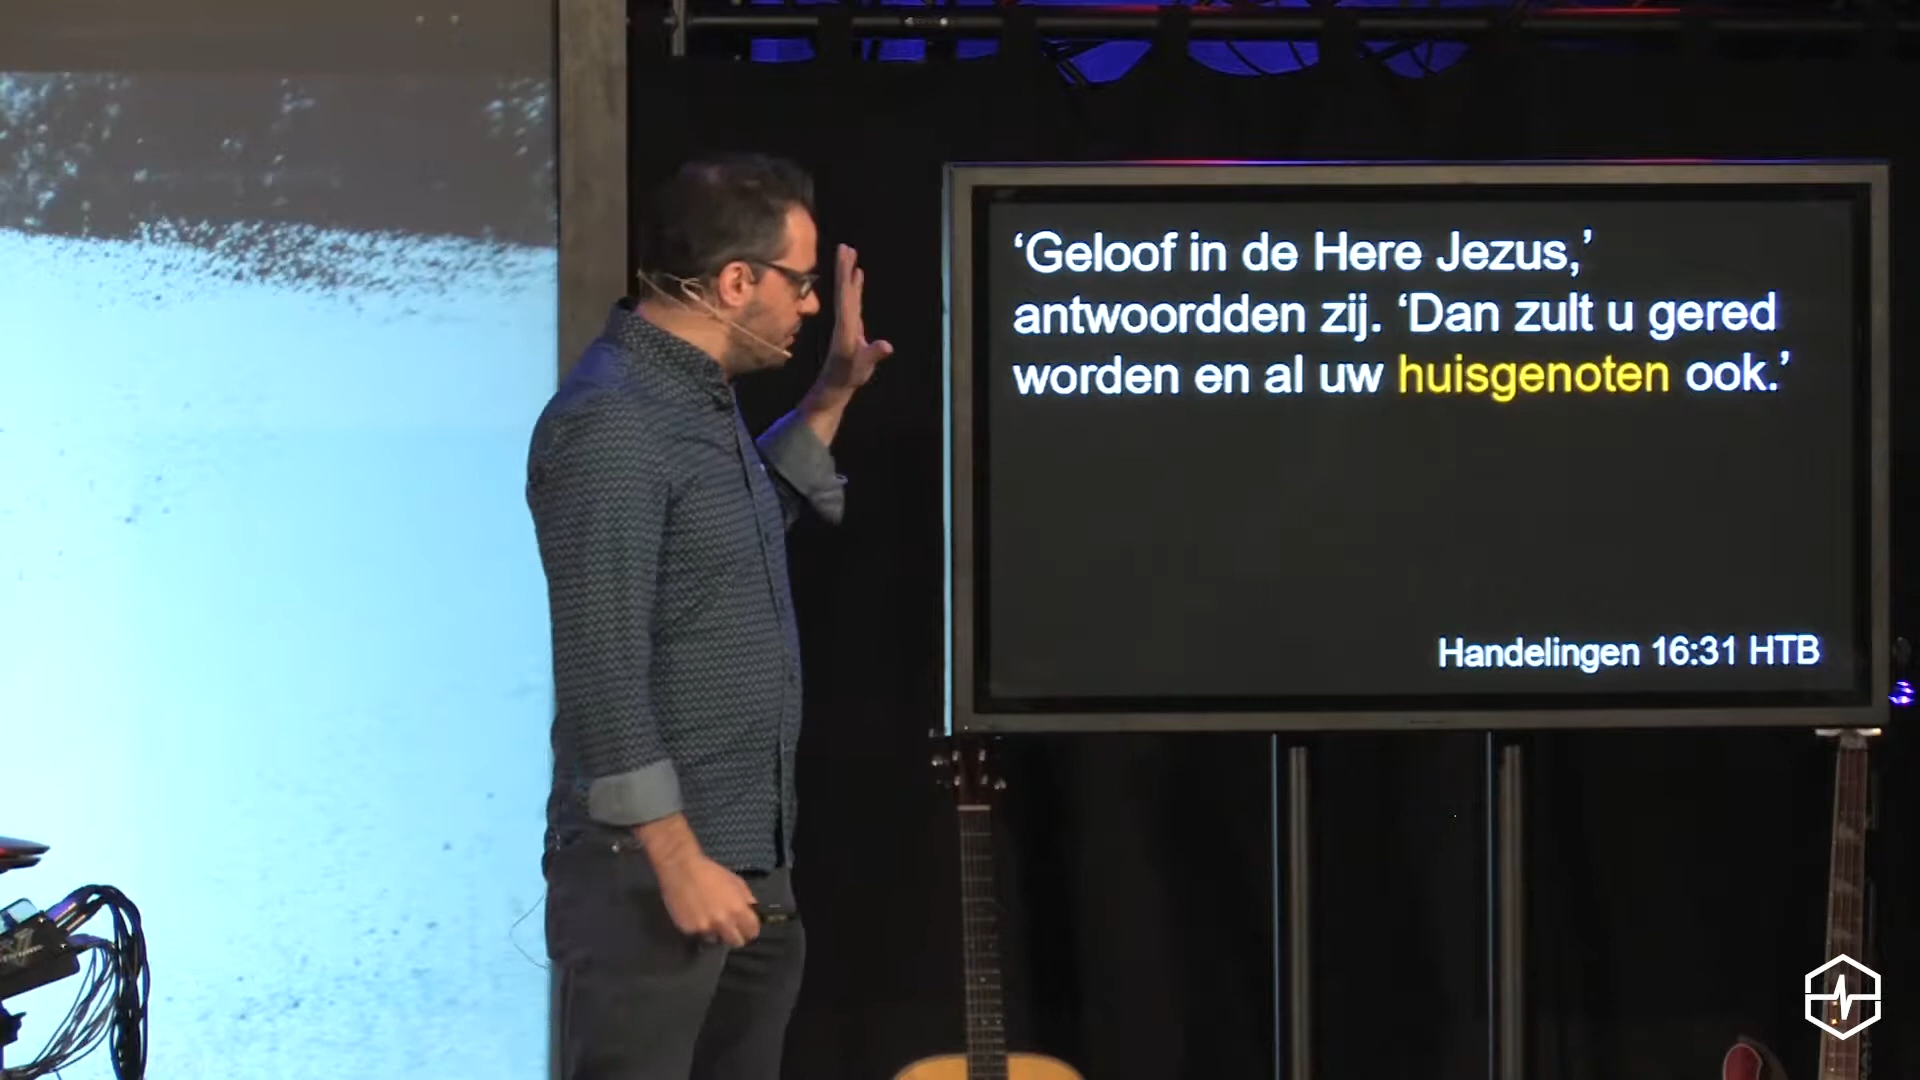 ‘Geloof in de Here Jezus,’
antwoordden zij. ‘Dan zult u gered
worden en al uw huisgenoten ook.’
Handelingen 16:31 HTB